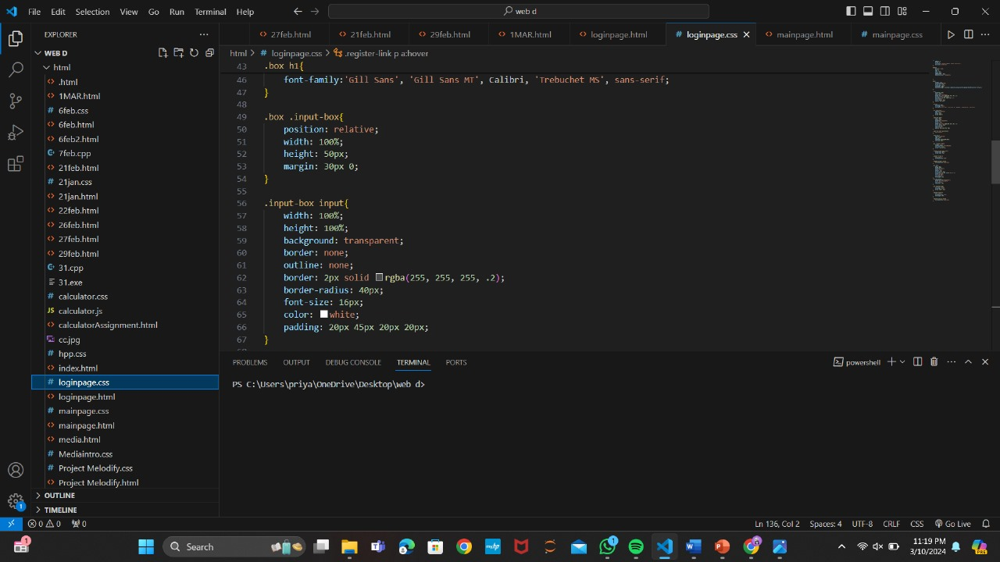 File Edit Selection View Go Run Terminal Help
web d
EXPLORER
27feb.html 21feb.html 29feb.html 1MAR.html loginpage.html loginpage.css mainpage.html mainpage.css
WEB D
html > loginpage.css > .register-link p a:hover
html
.html
1MAR.html
6feb.css
6feb.html
6feb2.html
7feb.cpp
21feb.html
21jan.css
21jan.html
22feb.html
26feb.html
27feb.html
29feb.html
31.cpp
31.exe
calculator.css
calculator.js
calculatorAssignment.html
cc.jpg
hpp.css
index.html
loginpage.css
loginpage.html
mainpage.css
mainpage.html
media.html
Mediaintro.css
Project Melodify.css
Project Melodify.html
OUTLINE
TIMELINE
43 .box h1{
46 font-family:'Gill Sans', 'Gill Sans MT', Calibri, 'Trebuchet MS', sans-serif;
47 }
48
49 .box .input-box{
50 position: relative;
51 width: 100%;
52 height: 50px;
53 margin: 30px 0;
54 }
55
56 .input-box input{
57 width: 100%;
58 height: 100%;
59 background: transparent;
60 border: none;
61 outline: none;
62 border: 2px solid rgba(255, 255, 255, .2);
63 border-radius: 40px;
64 font-size: 16px;
65 color: white;
66 padding: 20px 45px 20px 20px;
67 }
PROBLEMS OUTPUT DEBUG CONSOLE TERMINAL PORTS
powershell
PS C:\Users\priya\OneDrive\Desktop\web d>
0 0 0
Ln 136, Col 2 Spaces: 4 UTF-8 CRLF CSS Go Live
Search
11:19 PM
3/10/2024